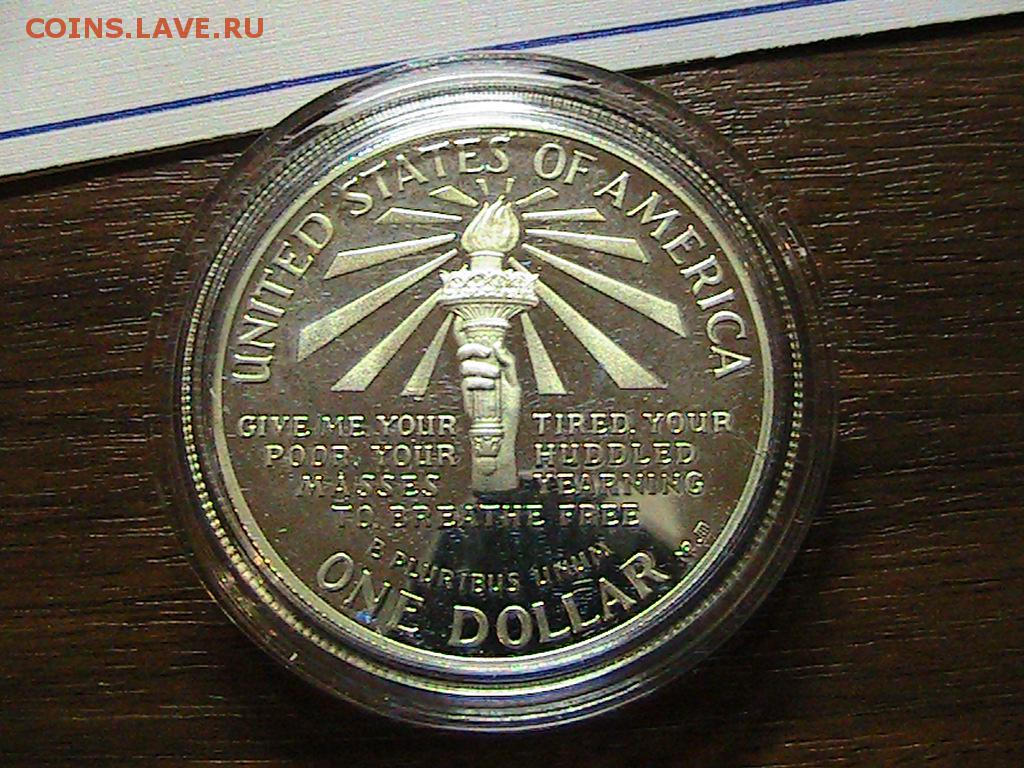 COINS.LAVE.RU
UNITED STATES OF AMERICA
GIVE ME YOUR TIRED, YOUR
POOR, YOUR HUDDLED
MASSES YEARNING
TO BREATHE FREE
E PLURIBUS UNUM
ONE DOLLAR